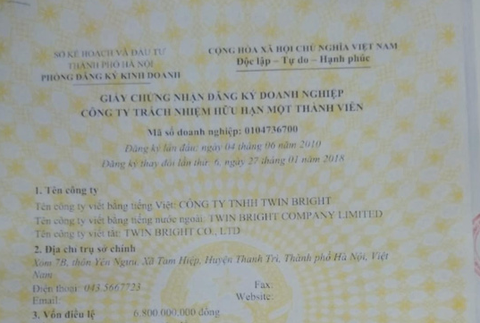 SỞ KẾ HOẠCH VÀ ĐẦU TƯ
THÀNH PHỐ HÀ NỘI
PHÒNG ĐĂNG KÝ KINH DOANH
CỘNG HÒA XÃ HỘI CHỦ NGHĨA VIỆT NAM
Độc lập – Tự do – Hạnh phúc
GIẤY CHỨNG NHẬN ĐĂNG KÝ DOANH NGHIỆP
CÔNG TY TRÁCH NHIỆM HỮU HẠN MỘT THÀNH VIÊN
Mã số doanh nghiệp: 0104736700
Đăng ký lần đầu: ngày 04 tháng 06 năm 2010
Đăng ký thay đổi lần thứ: 6, ngày 27 tháng 01 năm 2018
1. Tên công ty
Tên công ty viết bằng tiếng Việt: CÔNG TY TNHH TWIN BRIGHT
Tên công ty viết bằng tiếng nước ngoài: TWIN BRIGHT COMPANY LIMITED
Tên công ty viết tắt: TWIN BRIGHT CO., LTD
2. Địa chỉ trụ sở chính
Xóm 7B, thôn Yên Ngưu, Xã Tam Hiệp, Huyện Thanh Trì, Thành phố Hà Nội, Việt
Nam
Điện thoại: 043.5667723 Fax:
Email: Website:
3. Vốn điều lệ 6.800.000.000 đồng